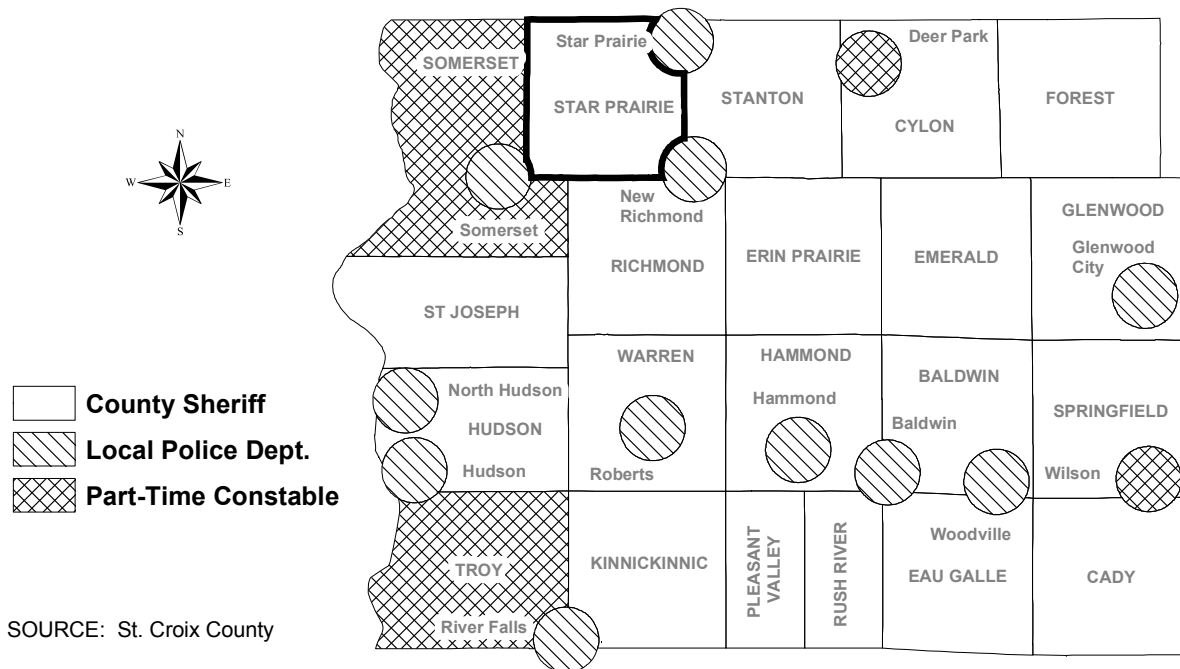 Star Prairie
Deer Park
SOMERSET
STAR PRAIRIE
STANTON
CYLON
FOREST
N
W
E
S
Somerset
New
Richmond
RICHMOND
ERIN PRAIRIE
EMERALD
GLENWOOD
Glenwood
City
ST JOSEPH
WARREN
HAMMOND
BALDWIN
North Hudson
HUDSON
Hudson
Roberts
Hammond
Baldwin
SPRINGFIELD
Wilson
County Sheriff
Local Police Dept.
Part-Time Constable
TROY
River Falls
KINNICKINNIC
PLEASANT
VALLEY
RUSH RIVER
Woodville
EAU GALLE
CADY
SOURCE: St. Croix County